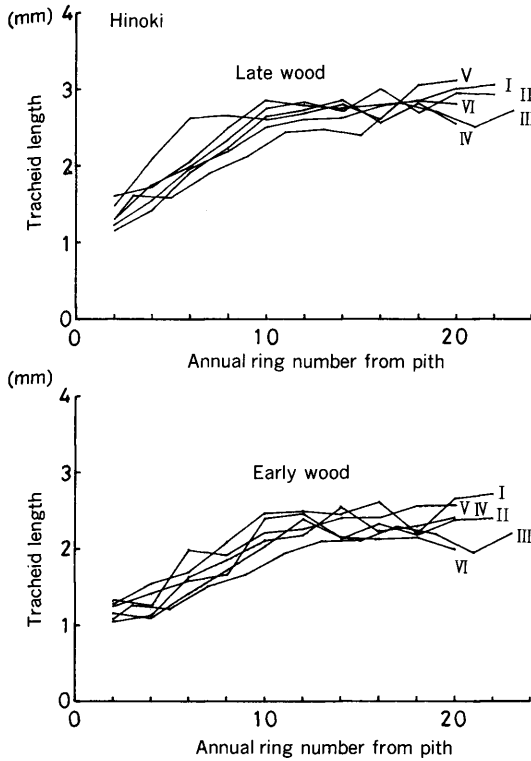 (mm) Hinoki
4
3
2
1
0
Tracheid length
Late wood
V
I
II
VI
III
IV
0 10 20
Annual ring number from pith
(mm)
4
3
2
1
0
Tracheid length
Early wood
I
V IV II
III
VI
0 10 20
Annual ring number from pith